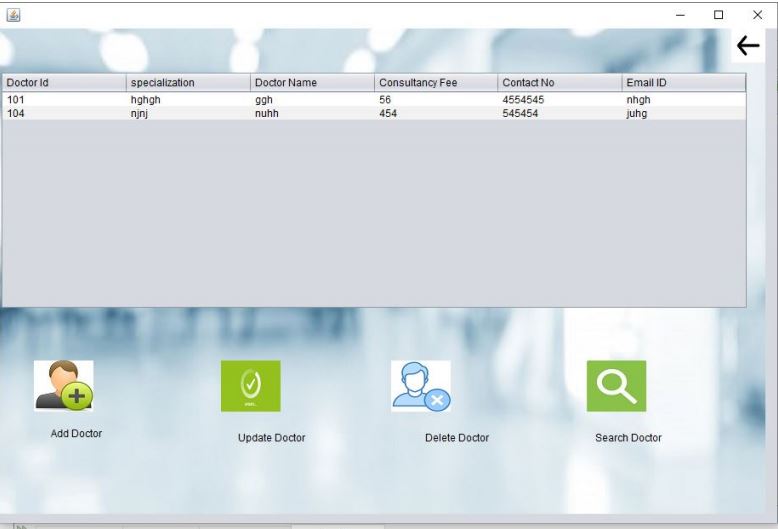 Doctor Id specialization Doctor Name Consultancy Fee Contact No Email ID
101 hghgh ggh 56 4554545 nhgh
104 njnj nuhh 454 545454 juhg
Add Doctor Update Doctor Delete Doctor Search Doctor